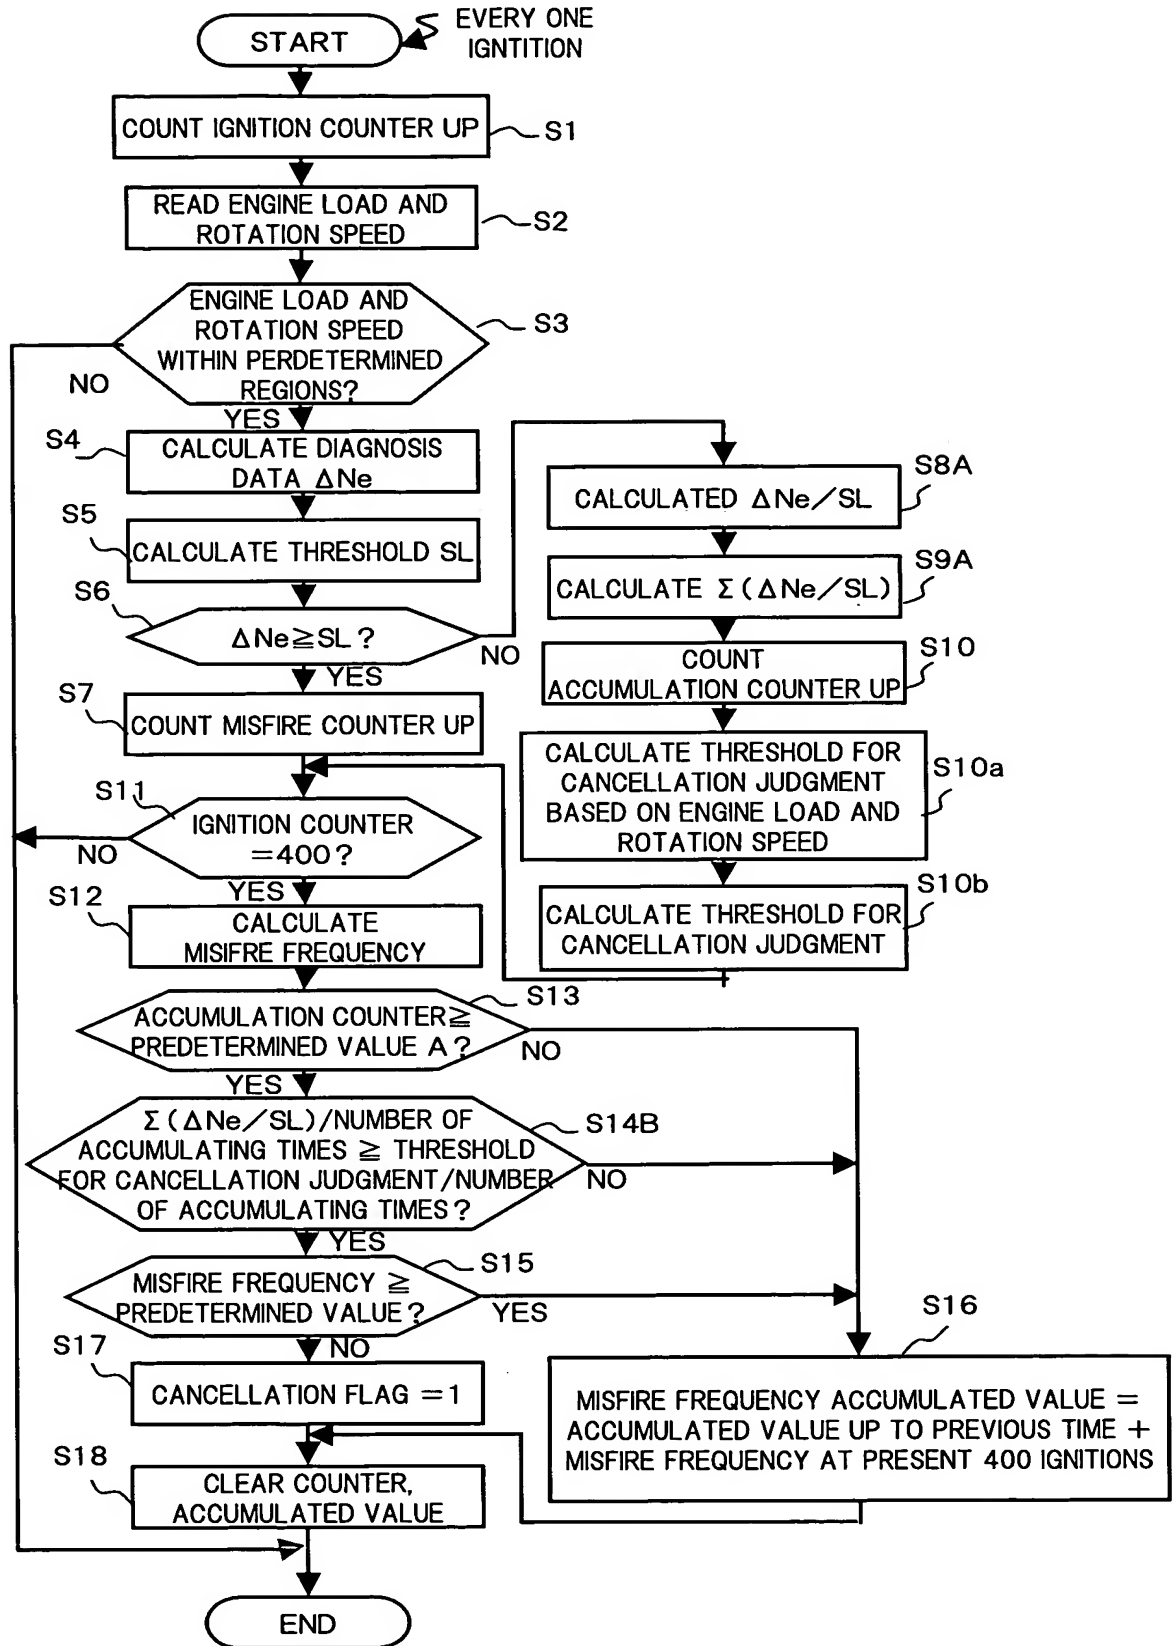 START
EVERY ONE
IGNTITION
COUNT IGNITION COUNTER UP
S1
READ ENGINE LOAD AND
ROTATION SPEED
S2
ENGINE LOAD AND
ROTATION SPEED
WITHIN PERDETERMINED
REGIONS?
S3
NO
YES
S4
CALCULATE DIAGNOSIS
DATA ΔNe
S5
CALCULATE THRESHOLD SL
S6
ΔNe≧SL?
NO
YES
S7
COUNT MISFIRE COUNTER UP
S8A
CALCULATED ΔNe/SL
S9A
CALCULATE Σ(ΔNe/SL)
S10
COUNT
ACCUMULATION COUNTER UP
S10a
CALCULATE THRESHOLD FOR
CANCELLATION JUDGMENT
BASED ON ENGINE LOAD AND
ROTATION SPEED
S10b
CALCULATE THRESHOLD FOR
CANCELLATION JUDGMENT
S11
IGNITION COUNTER
=400?
NO
YES
S12
CALCULATE
MISIFRE FREQUENCY
S13
ACCUMULATION COUNTER≧
PREDETERMINED VALUE A?
NO
YES
S14B
Σ(ΔNe/SL)/NUMBER OF
ACCUMULATING TIMES ≧ THRESHOLD
FOR CANCELLATION JUDGMENT/NUMBER
OF ACCUMULATING TIMES?
NO
YES
S15
MISFIRE FREQUENCY ≧
PREDETERMINED VALUE?
YES
NO
S16
MISFIRE FREQUENCY ACCUMULATED VALUE =
ACCUMULATED VALUE UP TO PREVIOUS TIME +
MISFIRE FREQUENCY AT PRESENT 400 IGNITIONS
S17
CANCELLATION FLAG =1
S18
CLEAR COUNTER,
ACCUMULATED VALUE
END